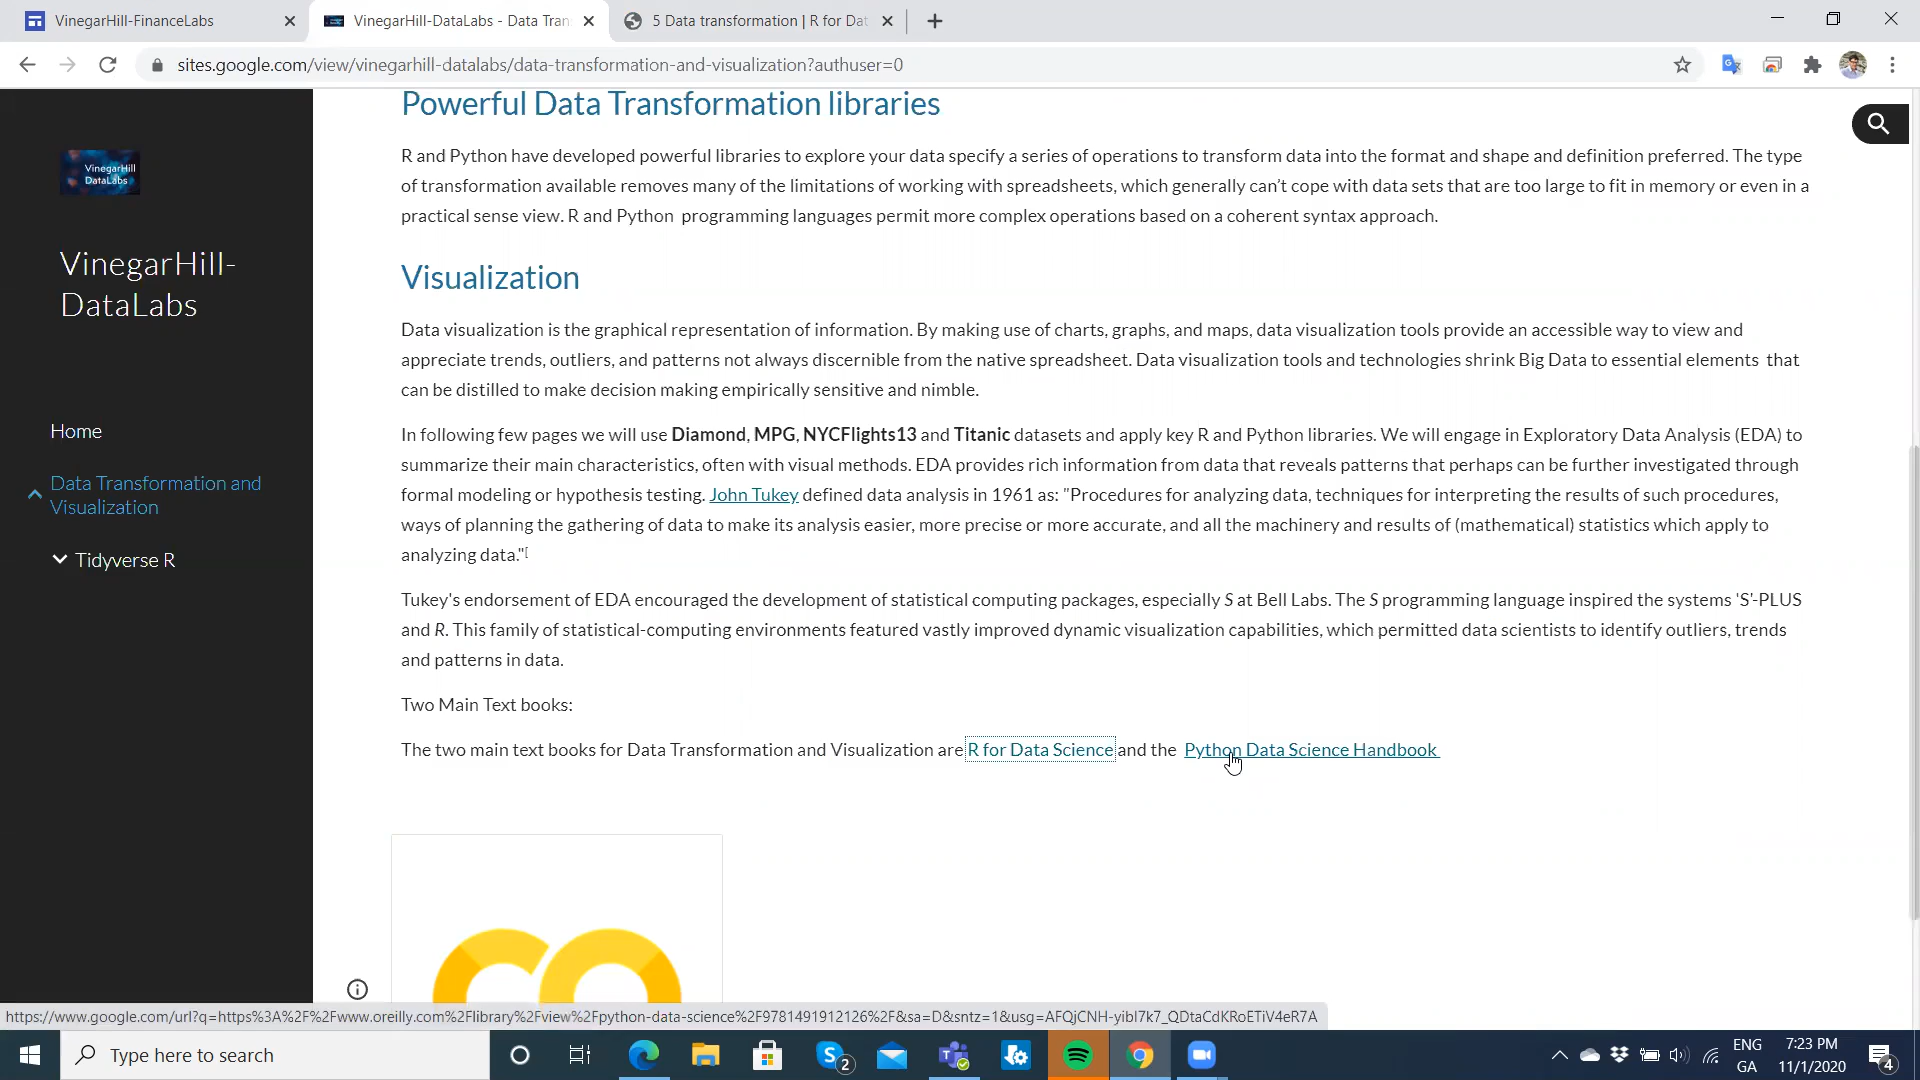 VinegarHill-FinanceLabs
VinegarHill-DataLabs - Data Tran
5 Data transformation | R for Dat
sites.google.com/view/vinegarhill-datalabs/data-transformation-and-visualization?authuser=0
VinegarHill
DataLabs
VinegarHill-
DataLabs
Home
Data Transformation and
Visualization
Tidyverse R
Powerful Data Transformation libraries
R and Python have developed powerful libraries to explore your data specify a series of operations to transform data into the format and shape and definition preferred. The type
of transformation available removes many of the limitations of working with spreadsheets, which generally can't cope with data sets that are too large to fit in memory or even in a
practical sense view. R and Python programming languages permit more complex operations based on a coherent syntax approach.
Visualization
Data visualization is the graphical representation of information. By making use of charts, graphs, and maps, data visualization tools provide an accessible way to view and
appreciate trends, outliers, and patterns not always discernible from the native spreadsheet. Data visualization tools and technologies shrink Big Data to essential elements that
can be distilled to make decision making empirically sensitive and nimble.
In following few pages we will use Diamond, MPG, NYCFlights13 and Titanic datasets and apply key R and Python libraries. We will engage in Exploratory Data Analysis (EDA) to
summarize their main characteristics, often with visual methods. EDA provides rich information from data that reveals patterns that perhaps can be further investigated through
formal modeling or hypothesis testing. John Tukey defined data analysis in 1961 as: "Procedures for analyzing data, techniques for interpreting the results of such procedures,
ways of planning the gathering of data to make its analysis easier, more precise or more accurate, and all the machinery and results of (mathematical) statistics which apply to
analyzing data."[
Tukey's endorsement of EDA encouraged the development of statistical computing packages, especially S at Bell Labs. The S programming language inspired the systems 'S'-PLUS
and R. This family of statistical-computing environments featured vastly improved dynamic visualization capabilities, which permitted data scientists to identify outliers, trends
and patterns in data.
Two Main Text books:
The two main text books for Data Transformation and Visualization are R for Data Science and the Python Data Science Handbook
https://www.google.com/url?q=https%3A%2F%2Fwww.oreilly.com%2Flibrary%2Fview%2Fpython-data-science%2F9781491912126%2F&sa=D&sntz=1&usg=AFQjCNH-yibI7k7_QDtaCdKRoETiV4eR7A
Type here to search
2
ENG
GA
7:23 PM
11/1/2020
4